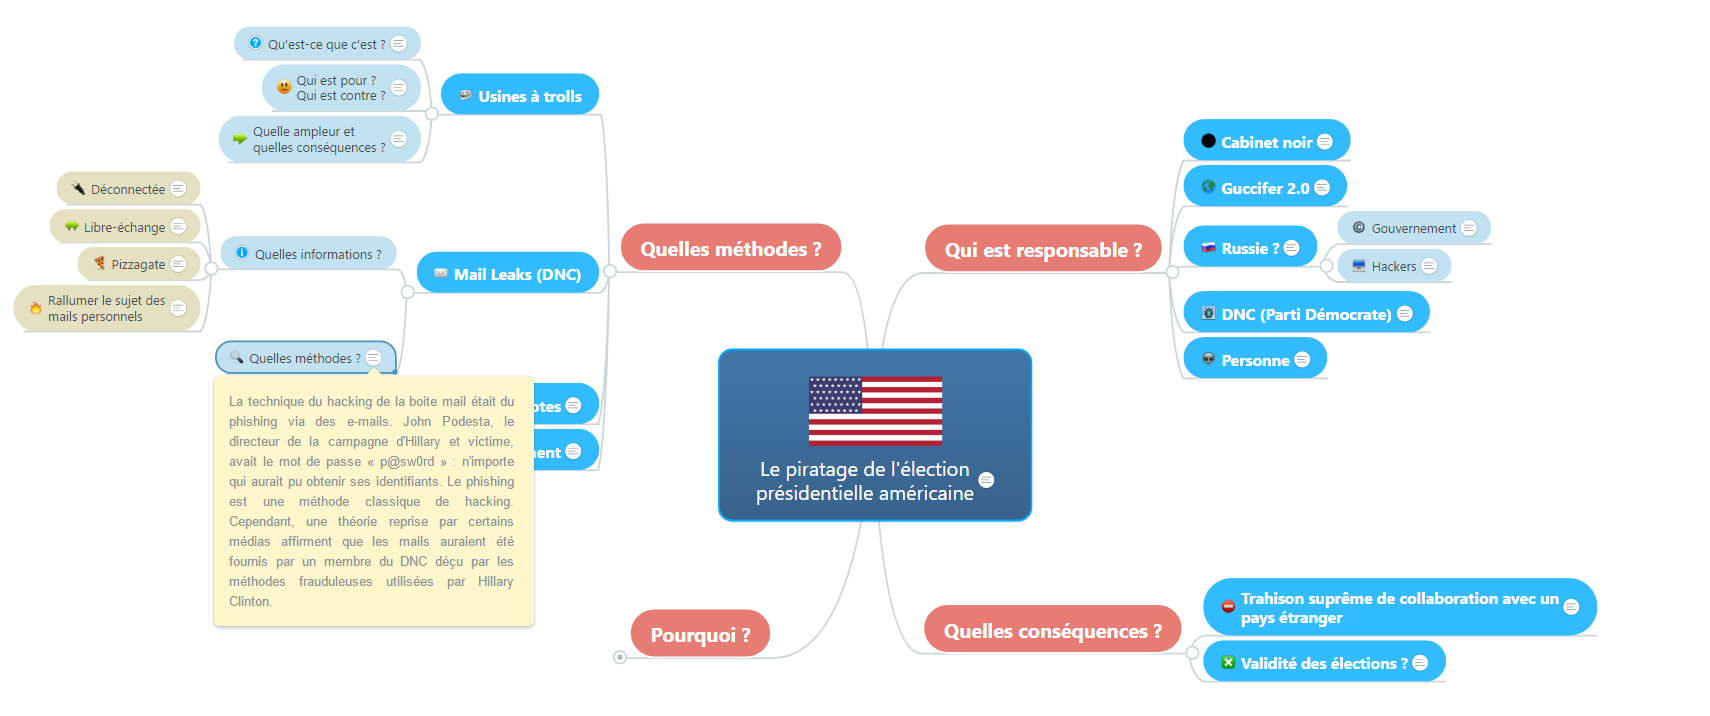 Qu'est-ce que c'est ?
Qui est pour ?
Qui est contre ?
Quelle ampleur et
quelles conséquences ?
Usines à trolls
Déconnectée
Libre-échange
Pizzagate
Rallumer le sujet des
mails personnels
Quelles informations ?
Mail Leaks (DNC)
Quelles méthodes ?
La technique du hacking de la boite mail était du
phishing via des e-mails. John Podesta, le
directeur de la campagne d'Hillary et victime,
avait le mot de passe « p@sw0rd » : n'importe
qui aurait pu obtenir ses identifiants. Le phishing
est une méthode classique de hacking.
Cependant, une théorie reprise par certains
médias affirment que les mails auraient été
fournis par un membre du DNC déçu par les
méthodes frauduleuses utilisées par Hillary
Clinton.
Quelles méthodes ?
Qui est responsable ?
Cabinet noir
Guccifer 2.0
Russie ?
Gouvernement
Hackers
DNC (Parti Démocrate)
Personne
Le piratage de l'élection
présidentielle américaine
Pourquoi ?
Quelles conséquences ?
Trahison suprême de collaboration avec un
pays étranger
Validité des élections ?